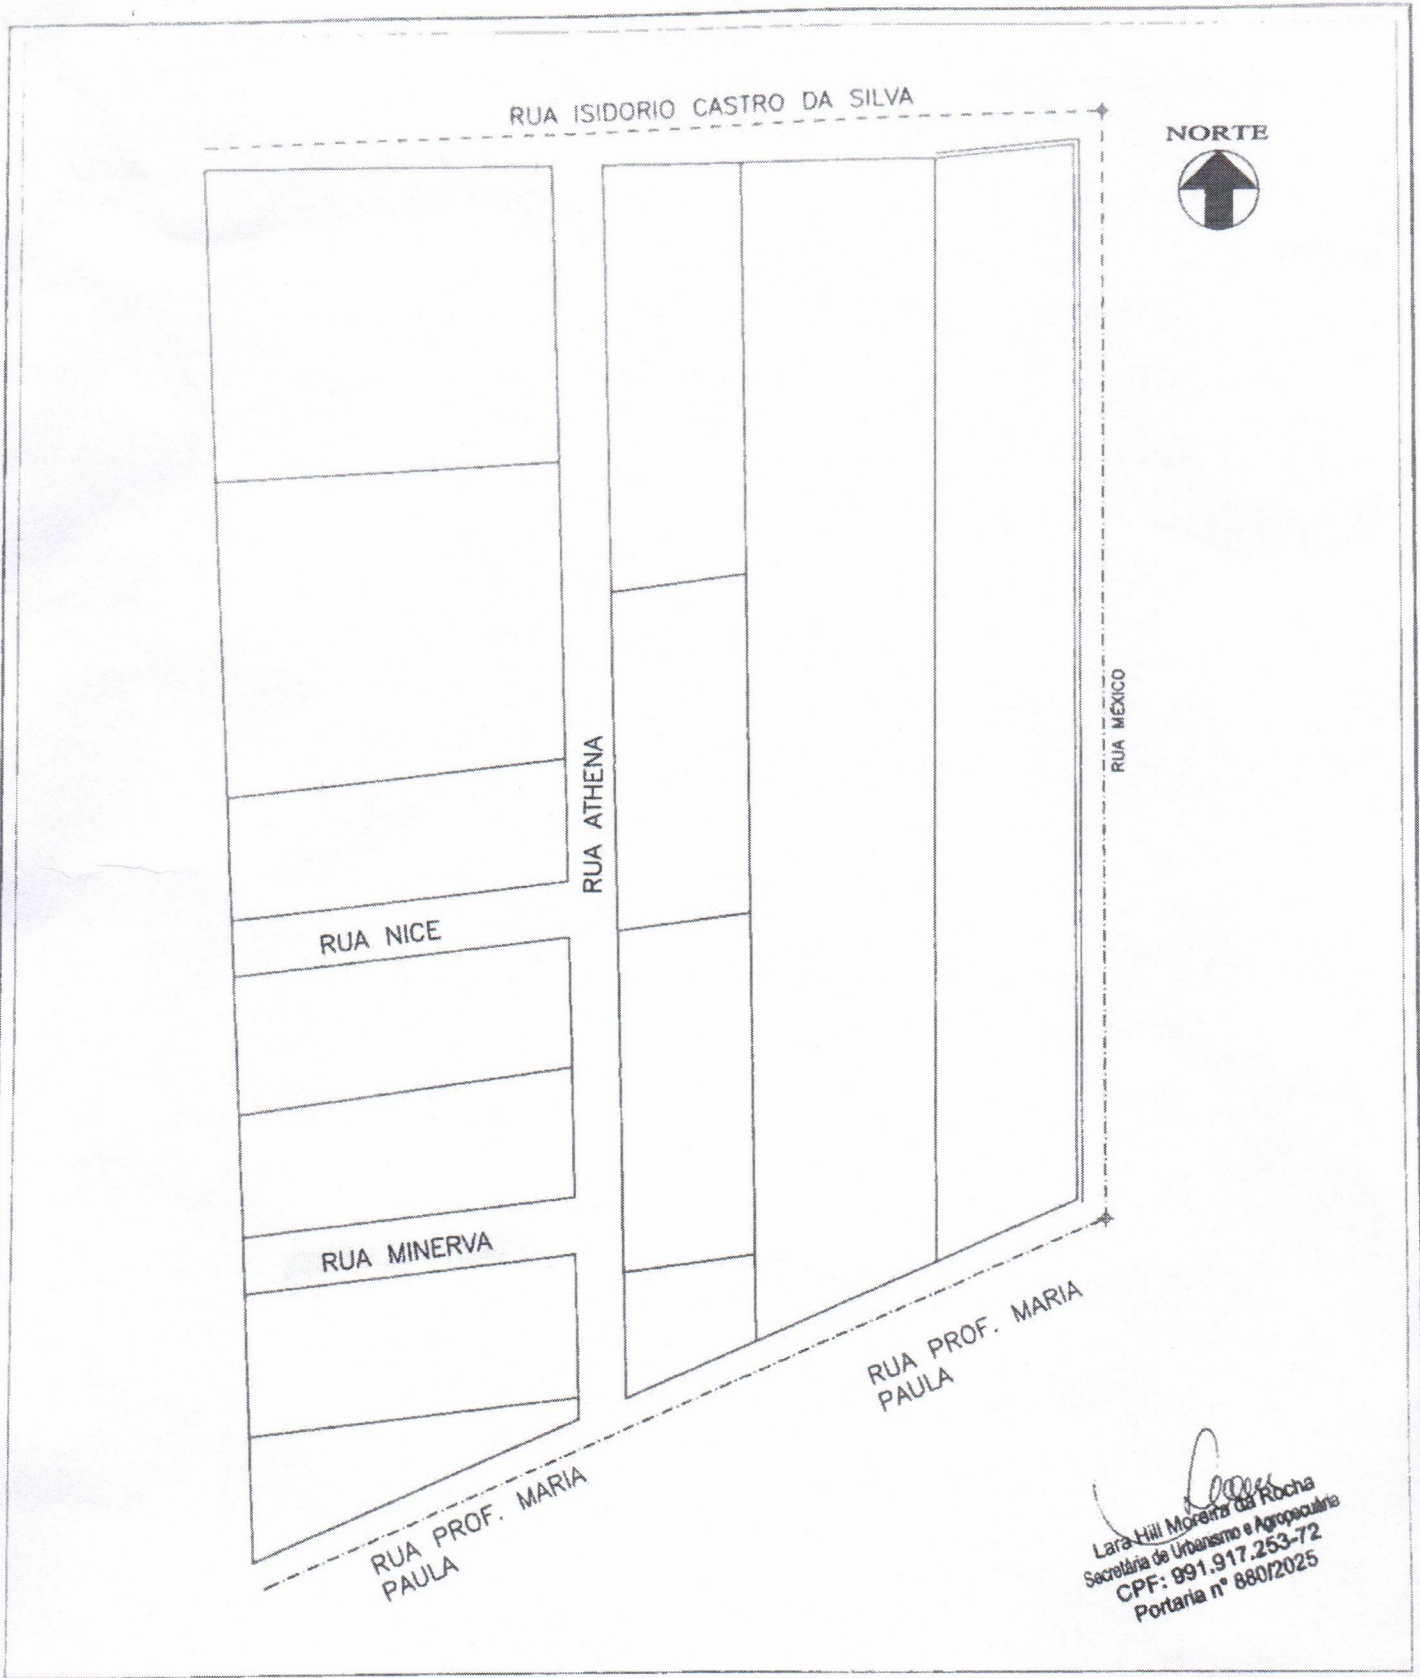 RUA ISIDORIO CASTRO DA SILVA
NORTE
RUA MÉXICO
RUA ATHENA
RUA NICE
RUA MINERVA
RUA PROF. MARIA
PAULA
RUA PROF. MARIA
PAULA
Lara Hill Moreira da Rocha
Secretária de Urbanismo e Agropecuária
CPF: 991.917.253-72
Portaria n° 880/2025